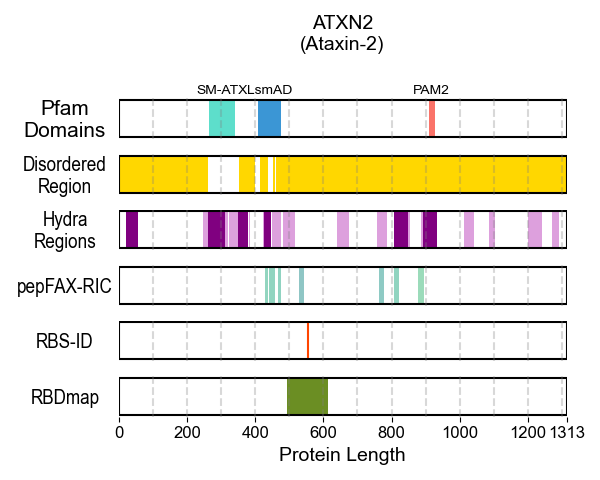 ATXN2
(Ataxin-2)
SM-ATXLsmAD
PAM2
Pfam
Domains
Disordered
Region
Hydra
Regions
pepFAX-RIC
RBS-ID
RBDmap
0 200 400 600 800 1000 1200 1313
Protein Length